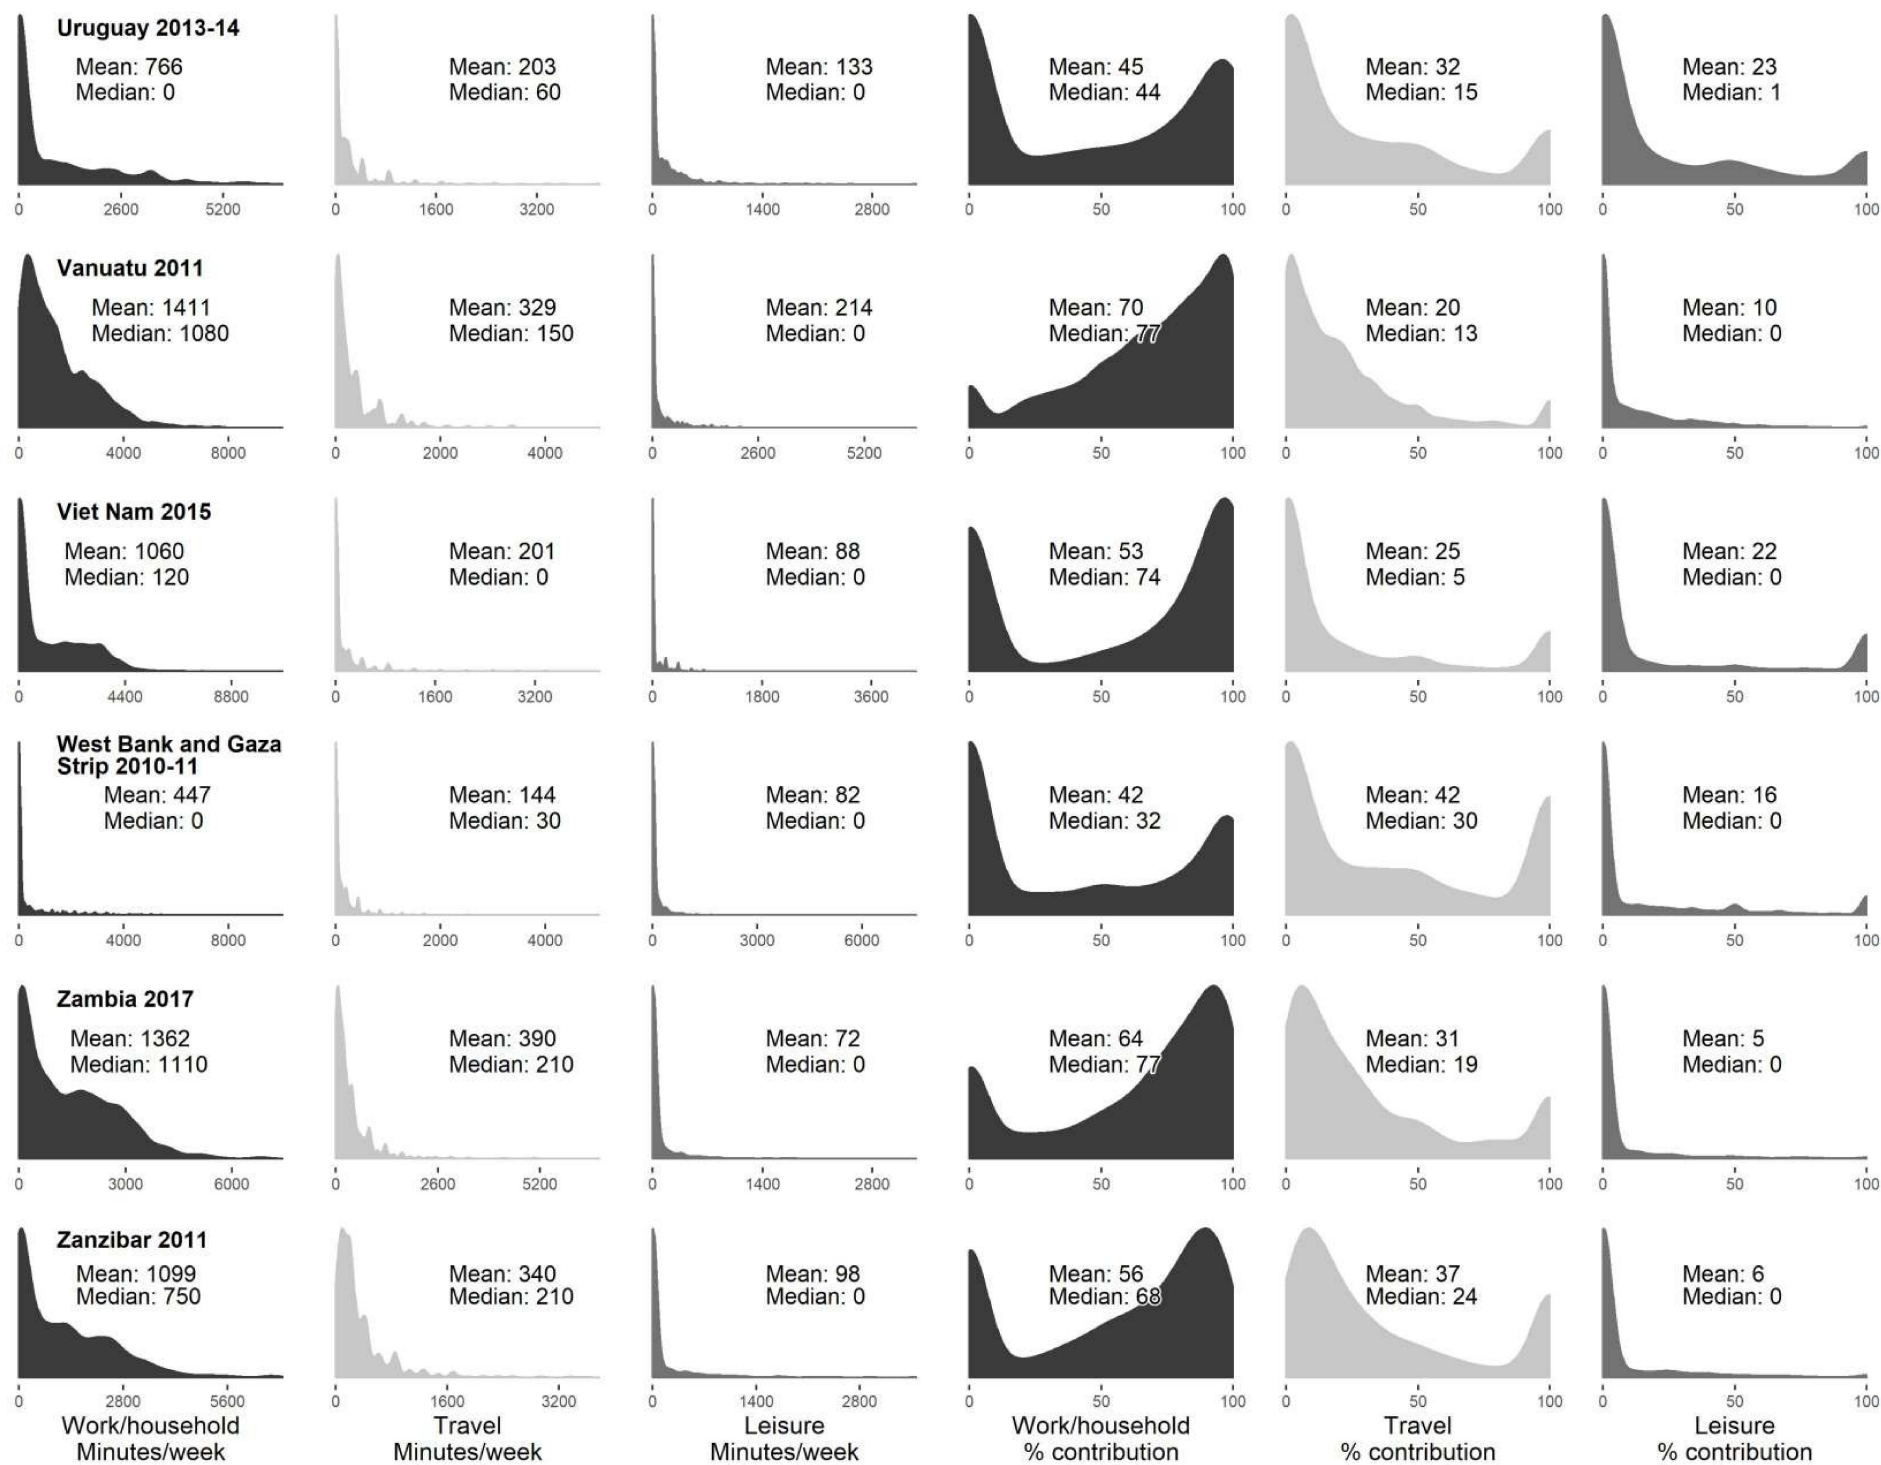 Uruguay 2013-14
Mean: 766
Median: 0
Mean: 203
Median: 60
Mean: 133
Median: 0
Mean: 45
Median: 44
Mean: 32
Median: 15
Mean: 23
Median: 1
0 2600 5200
0 1600 3200
0 1400 2800
0 50 100
0 50 100
0 50 100
Vanuatu 2011
Mean: 1411
Median: 1080
Mean: 329
Median: 150
Mean: 214
Median: 0
Mean: 70
Median: 77
Mean: 20
Median: 13
Mean: 10
Median: 0
0 4000 8000
0 2000 4000
0 2600 5200
0 50 100
0 50 100
0 50 100
Viet Nam 2015
Mean: 1060
Median: 120
Mean: 201
Median: 0
Mean: 88
Median: 0
Mean: 53
Median: 74
Mean: 25
Median: 5
Mean: 22
Median: 0
0 4400 8800
0 1600 3200
0 1800 3600
0 50 100
0 50 100
0 50 100
West Bank and Gaza
Strip 2010-11
Mean: 447
Median: 0
Mean: 144
Median: 30
Mean: 82
Median: 0
Mean: 42
Median: 32
Mean: 42
Median: 30
Mean: 16
Median: 0
0 4000 8000
0 2000 4000
0 3000 6000
0 50 100
0 50 100
0 50 100
Zambia 2017
Mean: 1362
Median: 1110
Mean: 390
Median: 210
Mean: 72
Median: 0
Mean: 64
Median: 77
Mean: 31
Median: 19
Mean: 5
Median: 0
0 3000 6000
0 2600 5200
0 1400 2800
0 50 100
0 50 100
0 50 100
Zanzibar 2011
Mean: 1099
Median: 750
Mean: 340
Median: 210
Mean: 98
Median: 0
Mean: 56
Median: 68
Mean: 37
Median: 24
Mean: 6
Median: 0
0 2800 5600
0 1600 3200
0 1400 2800
0 50 100
0 50 100
0 50 100
Work/household
Minutes/week
Travel
Minutes/week
Leisure
Minutes/week
Work/household
% contribution
Travel
% contribution
Leisure
% contribution